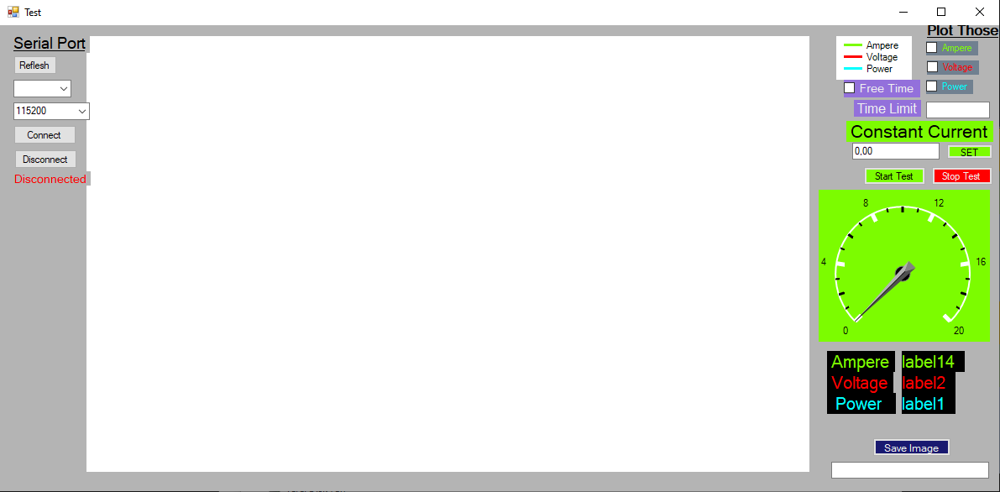 Test
Serial Port
Reflesh
115200
Connect
Disconnect
Disconnected
Ampere
Voltage
Power
Plot Those
Ampere
Voltage
Power
Free Time
Time Limit
Constant Current
0,00
SET
Start Test
Stop Test
8
12
4
16
0
20
Ampere label14
Voltage label2
Power label1
Save Image